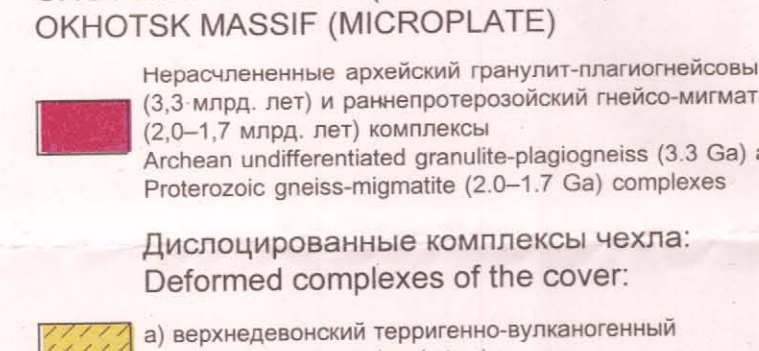 OKHOTSK MASSIF (MICROPLATE)
Нерасчлененные архейский гранулит-плагиогнейсовы
(3,3 млрд. лет) и раннепротерозойский гнейсо-мигмат
(2,0–1,7 млрд. лет) комплексы
Archean undifferentiated granulite-plagiogneiss (3.3 Ga) a
Proterozoic gneiss-migmatite (2.0–1.7 Ga) complexes
Дислоцированные комплексы чехла:
Deformed complexes of the cover:
а) верхнедевонский терригенно-вулканогенный